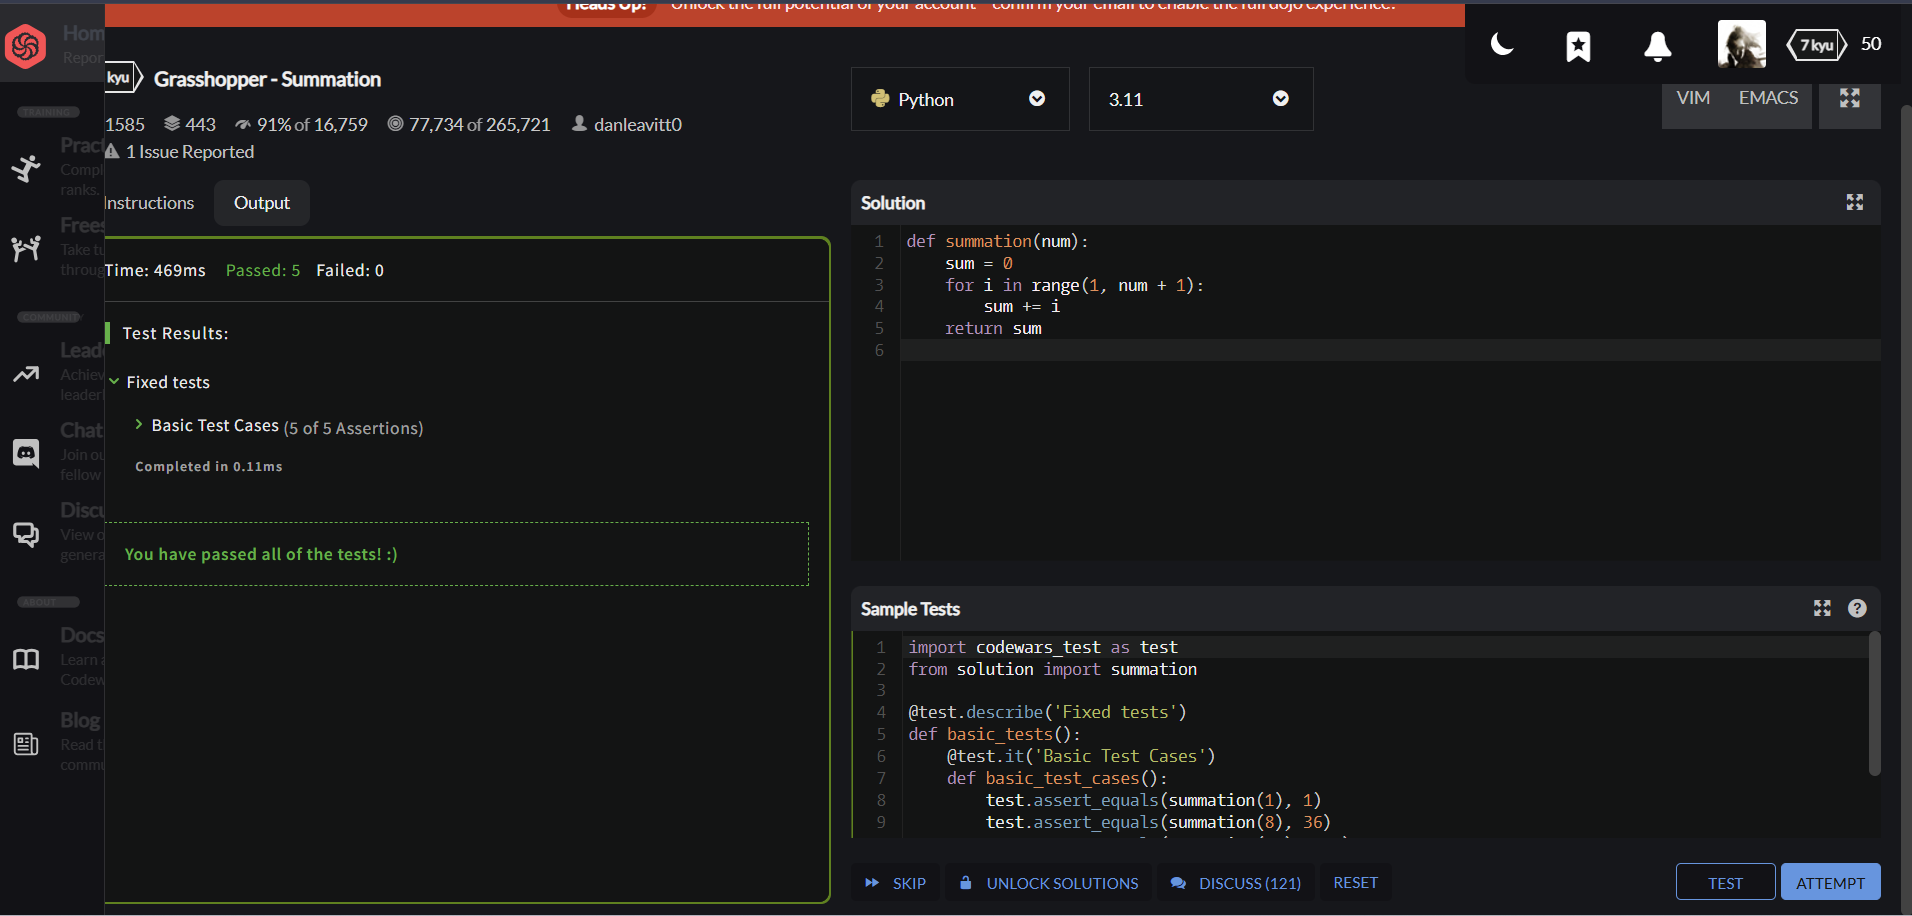 Heads Up! Unlock the full potential of your account confirm your email to enable the full dojo experience.
Hom
Repor
7 kyu 50
kyu Grasshopper - Summation
Python
3.11
VIM EMACS
TRAINING
1585 443 91% of 16,759 77,734 of 265,721 danleavitt0
1 Issue Reported
Pract
Compl
ranks.
Instructions Output
Frees
Take tu
throug
COMMUNITY
Leade
Achiev
leaderl
Chat
Join ou
fellow
Discu
View o
genera
ABOUT
Docs
Learn a
Codew
Blog
Read t
commu
Time: 469ms Passed: 5 Failed: 0
Test Results:
Fixed tests
Basic Test Cases (5 of 5 Assertions)
Completed in 0.11ms
You have passed all of the tests! :)
Solution
1 def summation(num):
2 sum = 0
3 for i in range(1, num + 1):
4 sum += i
5 return sum
6
Sample Tests
1 import codewars_test as test
2 from solution import summation
3
4 @test.describe('Fixed tests')
5 def basic_tests():
6 @test.it('Basic Test Cases')
7 def basic_test_cases():
8 test.assert_equals(summation(1), 1)
9 test.assert_equals(summation(8), 36)
SKIP UNLOCK SOLUTIONS DISCUSS (121) RESET TEST ATTEMPT